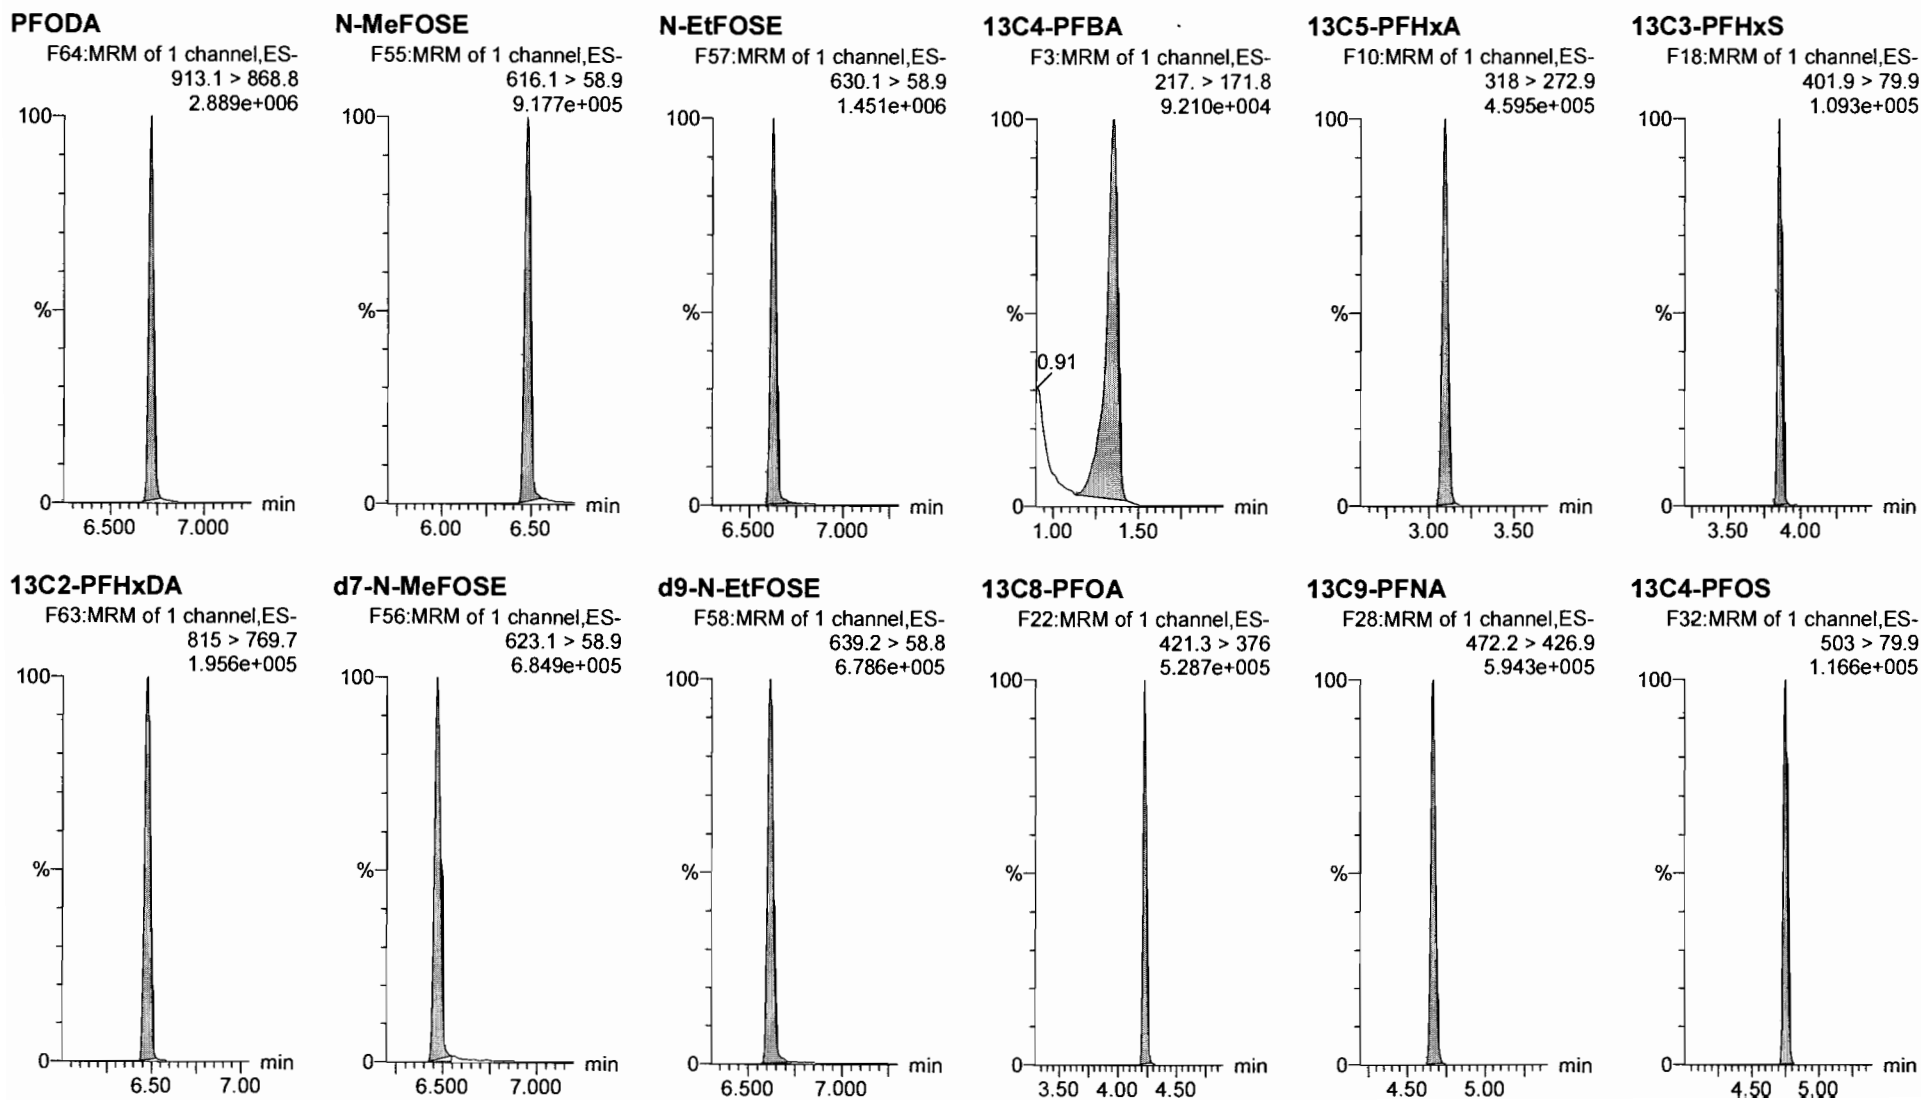 PFODA
F64:MRM of 1 channel,ES-
913.1 > 868.8
2.889e+006
100
%
0
min
6.500 7.000
N-MeFOSE
F55:MRM of 1 channel,ES-
616.1 > 58.9
9.177e+005
100
%
0
min
6.00 6.50
N-EtFOSE
F57:MRM of 1 channel,ES-
630.1 > 58.9
1.451e+006
100
%
0
min
6.500 7.000
13C4-PFBA
F3:MRM of 1 channel,ES-
217. > 171.8
9.210e+004
100
%
0.91
0
min
1.00 1.50
13C5-PFHxA
F10:MRM of 1 channel,ES-
318 > 272.9
4.595e+005
100
%
0
min
3.00 3.50
13C3-PFHxS
F18:MRM of 1 channel,ES-
401.9 > 79.9
1.093e+005
100
%
0
min
3.50 4.00
13C2-PFHxDA
F63:MRM of 1 channel,ES-
815 > 769.7
1.956e+005
100
%
0
min
6.50 7.00
d7-N-MeFOSE
F56:MRM of 1 channel,ES-
623.1 > 58.9
6.849e+005
100
%
0
min
6.500 7.000
d9-N-EtFOSE
F58:MRM of 1 channel,ES-
639.2 > 58.8
6.786e+005
100
%
0
min
6.500 7.000
13C8-PFOA
F22:MRM of 1 channel,ES-
421.3 > 376
5.287e+005
100
%
0
min
3.50 4.00 4.50
13C9-PFNA
F28:MRM of 1 channel,ES-
472.2 > 426.9
5.943e+005
100
%
0
min
4.50 5.00
13C4-PFOS
F32:MRM of 1 channel,ES-
503 > 79.9
1.166e+005
100
%
0
min
4.50 5.00